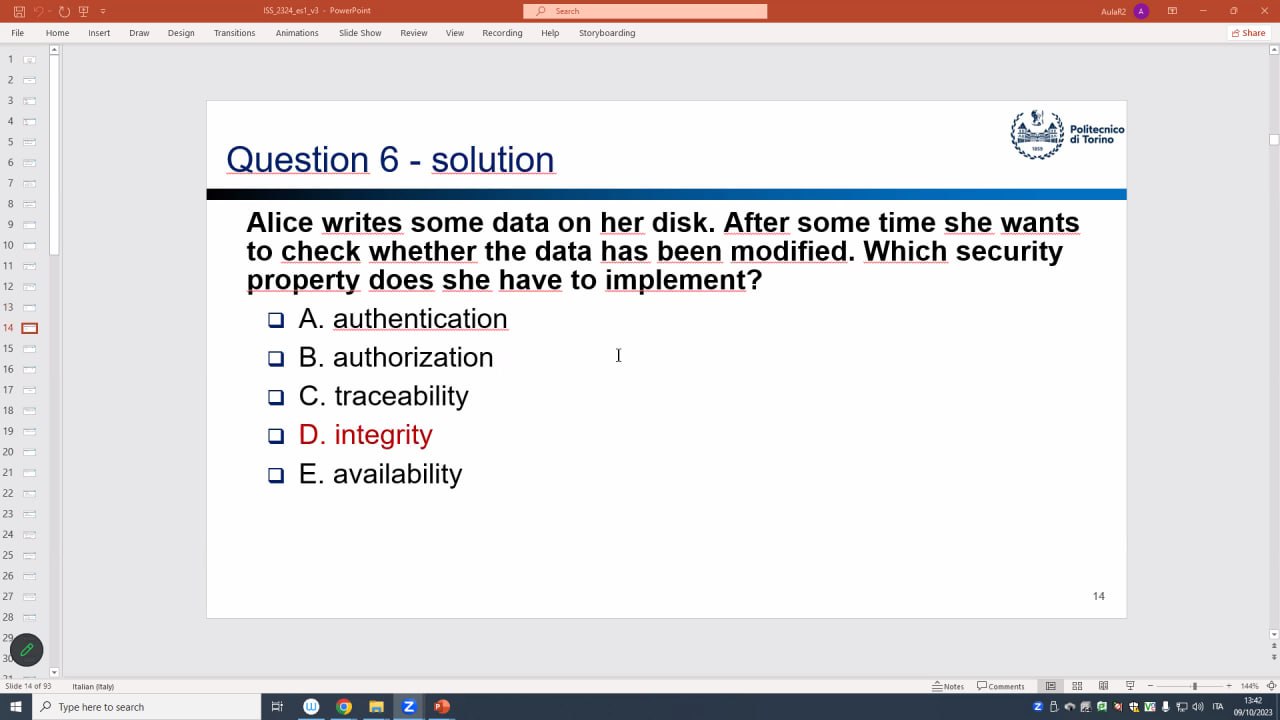 ISS_2324_es1_v3 - PowerPoint
Search
AulaR2
A
File Home Insert Draw Design Transitions Animations Slide Show Review View Recording Help Storyboarding
Share
1
2
3
4
5
6
7
8
10
11
12
13
14
15
16
17
18
19
20
21
22
23
24
25
26
27
28
29
Politecnico
di Torino
1859
Question 6 - solution
Alice writes some data on her disk. After some time she wants
to check whether the data has been modified. Which security
property does she have to implement?
A. authentication
B. authorization
C. traceability
D. integrity
E. availability
14
Slide 14 of 93 Italian (Italy)
Notes Comments 144%
Type here to search
ITA
13:42
09/10/2023